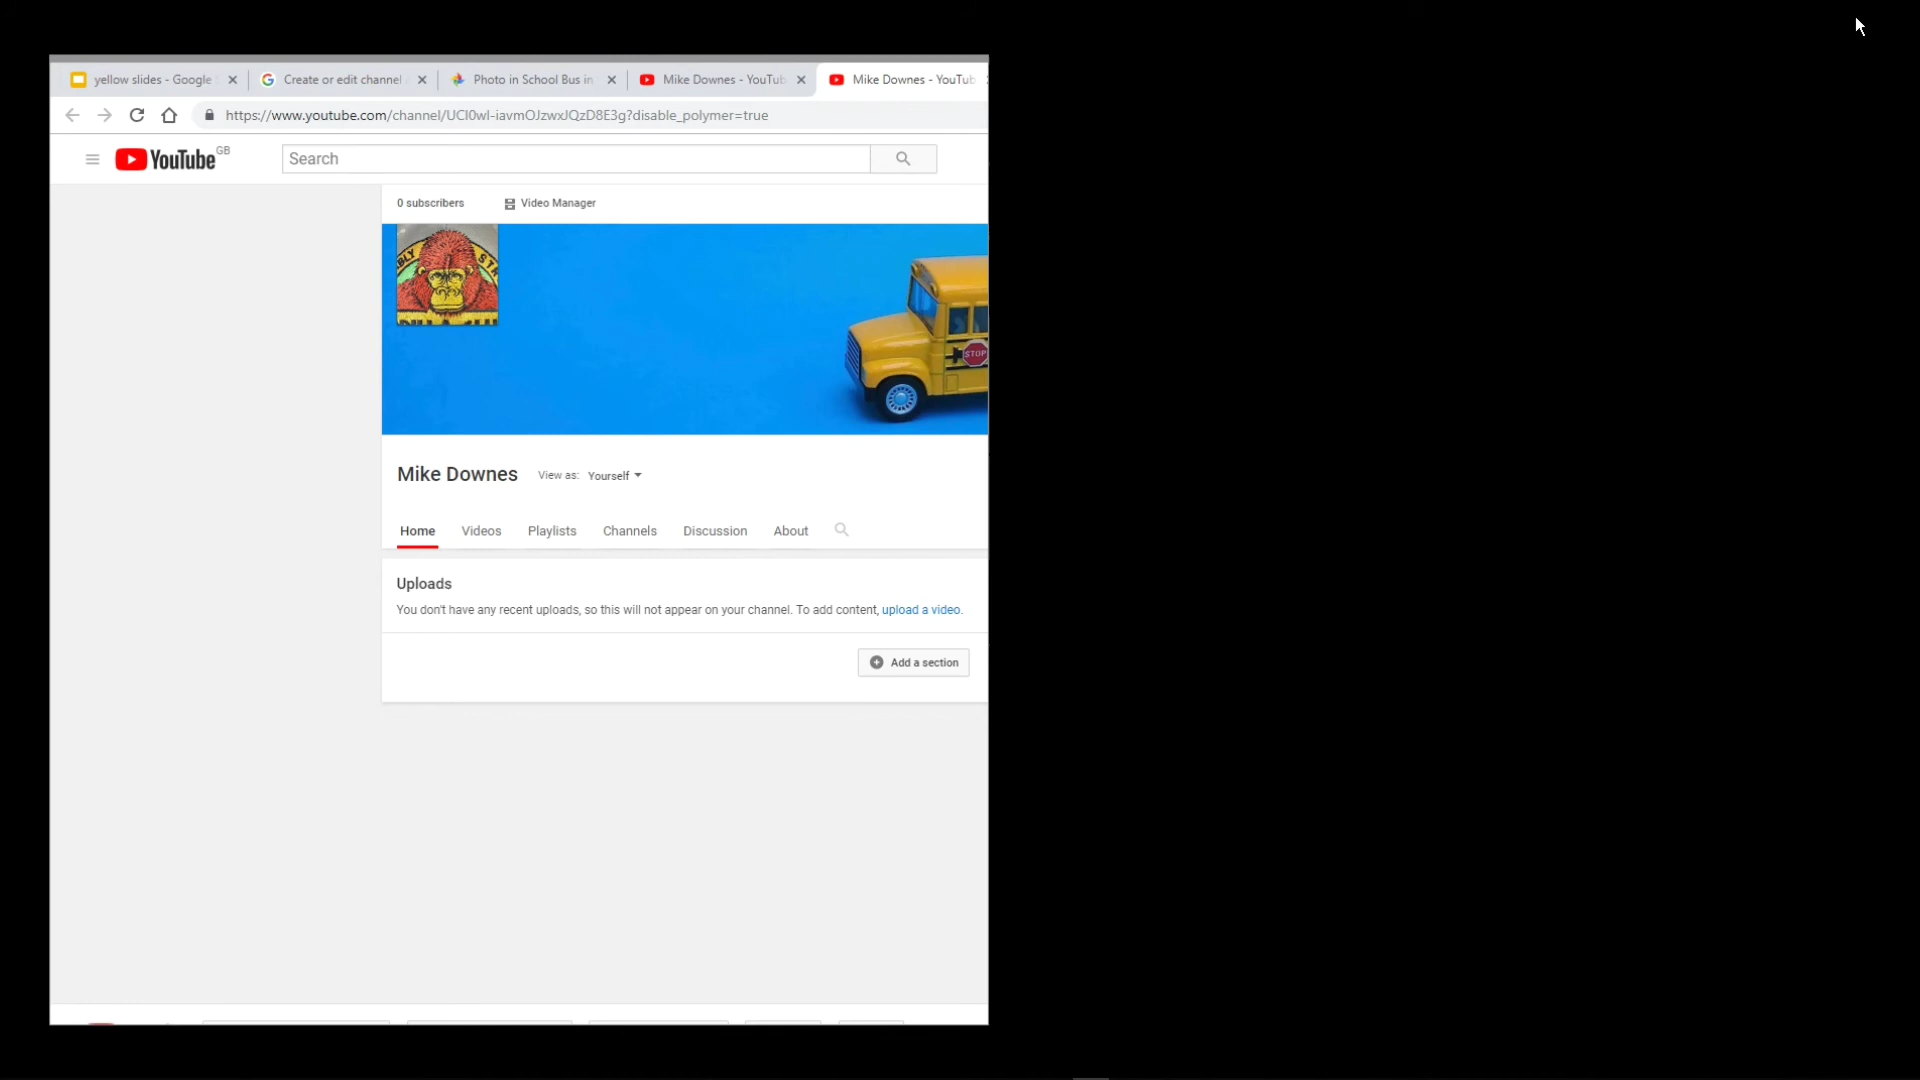 yellow slides - Google
Create or edit channel
Photo in School Bus in
Mike Downes - YouTub
Mike Downes - YouTub
https://www.youtube.com/channel/UCI0wI-iavmOJzwxJQzD8E3g?disable_polymer=true
YouTube GB
Search
0 subscribers
Video Manager
STOP
Mike Downes
View as: Yourself
Home
Videos
Playlists
Channels
Discussion
About
Uploads
You don't have any recent uploads, so this will not appear on your channel. To add content, upload a video.
Add a section